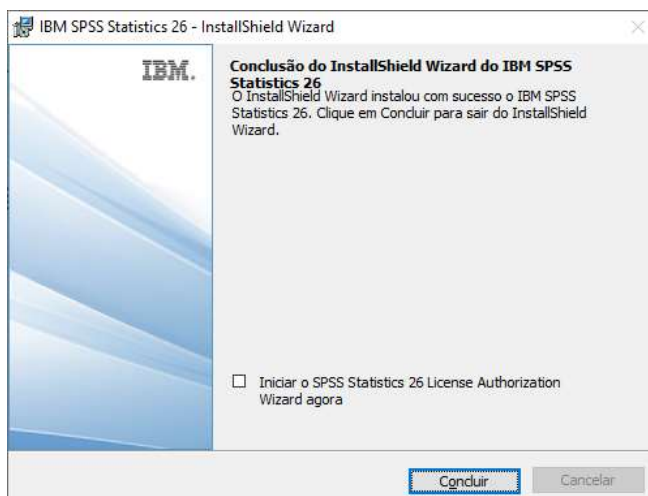 IBM SPSS Statistics 26 - InstallShield Wizard
IBM.
Conclusão do InstallShield Wizard do IBM SPSS
Statistics 26
O InstallShield Wizard instalou com sucesso o IBM SPSS
Statistics 26. Clique em Concluir para sair do InstallShield
Wizard.
Iniciar o SPSS Statistics 26 License Authorization
Wizard agora
Concluir
Cancelar